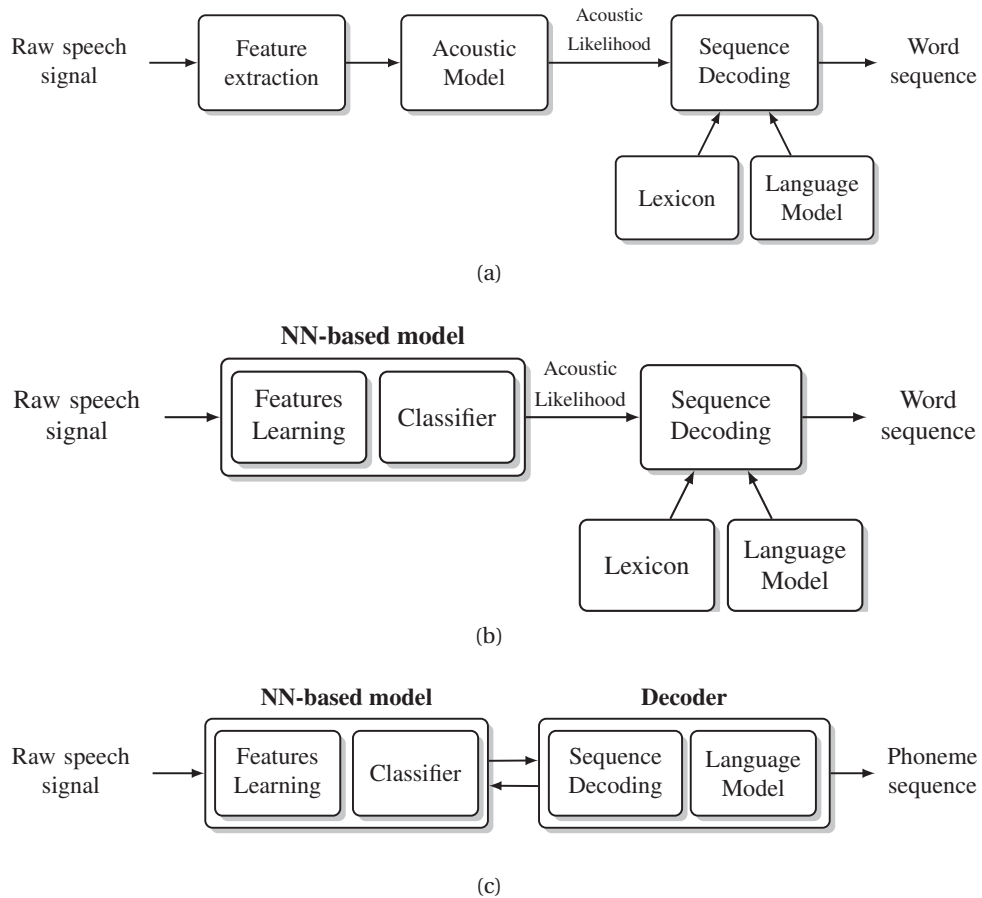 Raw speech
signal
Feature
extraction
Acoustic
Model
Acoustic
Likelihood
Sequence
Decoding
Word
sequence
Lexicon
Language
Model
(a)
NN-based model
Raw speech
signal
Features
Learning
Classifier
Acoustic
Likelihood
Sequence
Decoding
Word
sequence
Lexicon
Language
Model
(b)
NN-based model
Decoder
Raw speech
signal
Features
Learning
Classifier
Sequence
Decoding
Language
Model
Phoneme
sequence
(c)